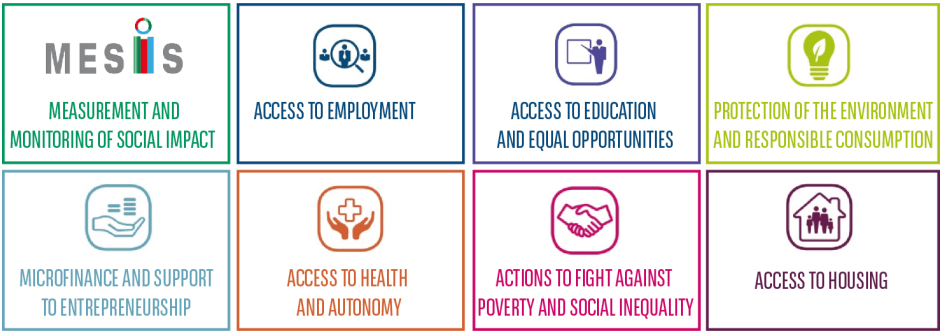 MESIS
MEASUREMENT AND
MONITORING OF SOCIAL IMPACT
ACCESS TO EMPLOYMENT
ACCESS TO EDUCATION
AND EQUAL OPPORTUNITIES
PROTECTION OF THE ENVIRONMENT
AND RESPONSIBLE CONSUMPTION
MICROFINANCE AND SUPPORT
TO ENTREPRENEURSHIP
ACCESS TO HEALTH
AND AUTONOMY
ACTIONS TO FIGHT AGAINST
POVERTY AND SOCIAL INEQUALITY
ACCESS TO HOUSING